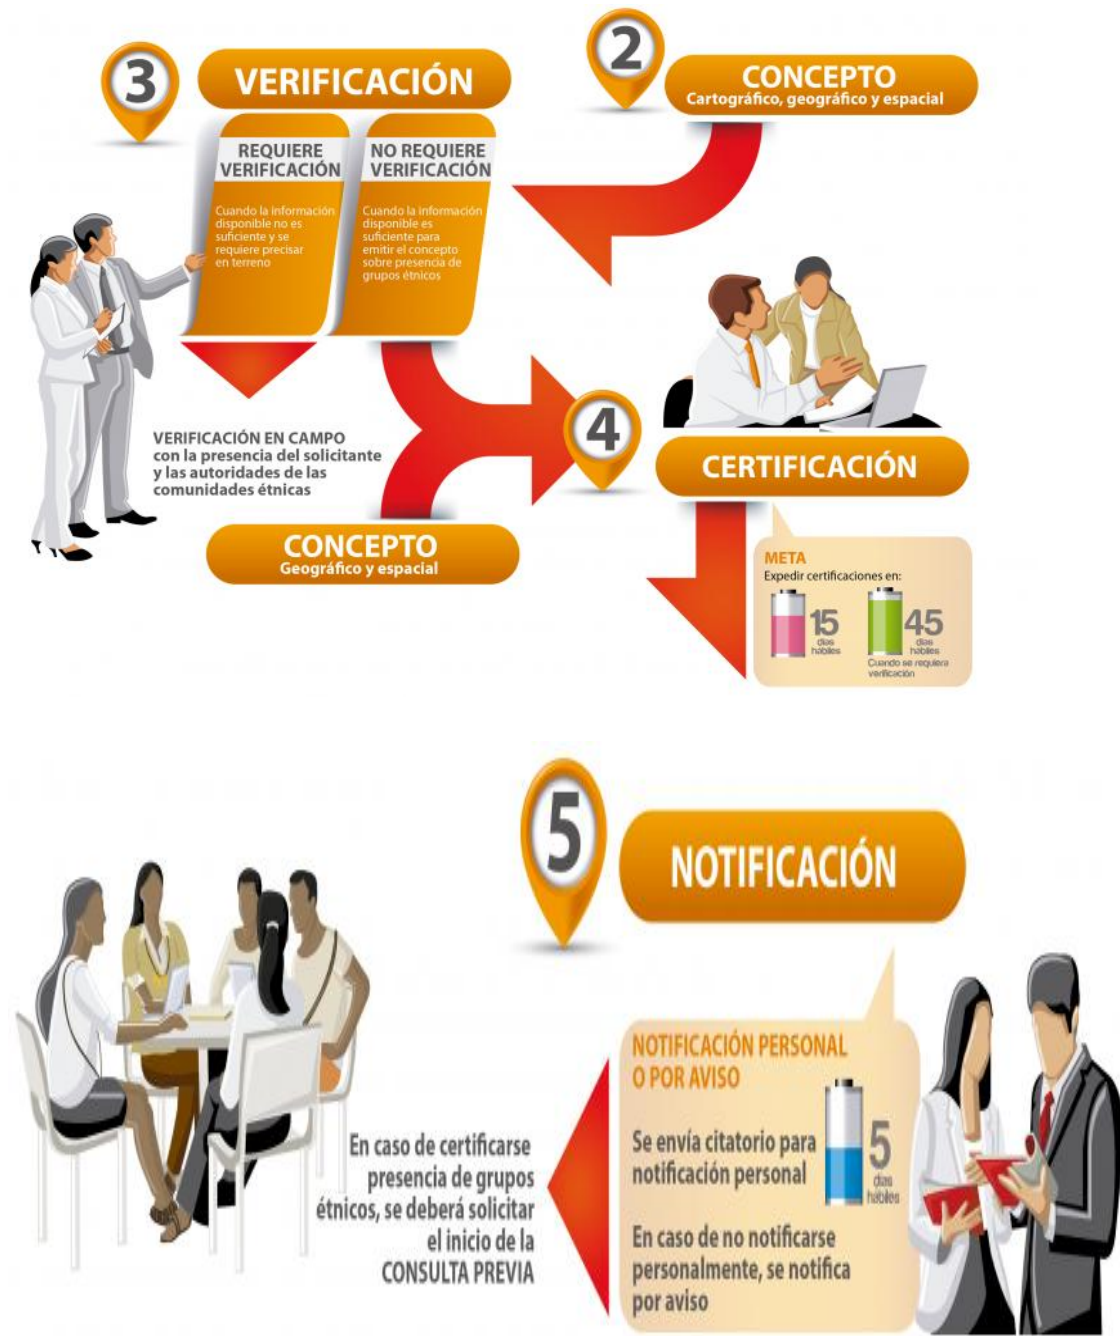 3
VERIFICACIÓN
REQUIERE
VERIFICACIÓN
Cuando la información
disponible no es
suficiente y se
requiere precisar
en terreno
NO REQUIERE
VERIFICACIÓN
Cuando la información
disponible es
suficiente para
emitir el concepto
sobre presencia de
grupos étnicos
2
CONCEPTO
Cartográfico, geográfico y espacial
VERIFICACIÓN EN CAMPO
con la presencia del solicitante
y las autoridades de las
comunidades étnicas
CONCEPTO
Geográfico y espacial
4
CERTIFICACIÓN
META
Expedir certificaciones en:
15
días
hábiles
45
días
hábiles
Cuando se requiera
verificación
5
NOTIFICACIÓN
NOTIFICACIÓN PERSONAL
O POR AVISO
Se envía citatorio para
notificación personal
5
días
hábiles
En caso de no notificarse
personalmente, se notifica
por aviso
En caso de certificarse
presencia de grupos
étnicos, se deberá solicitar
el inicio de la
CONSULTA PREVIA